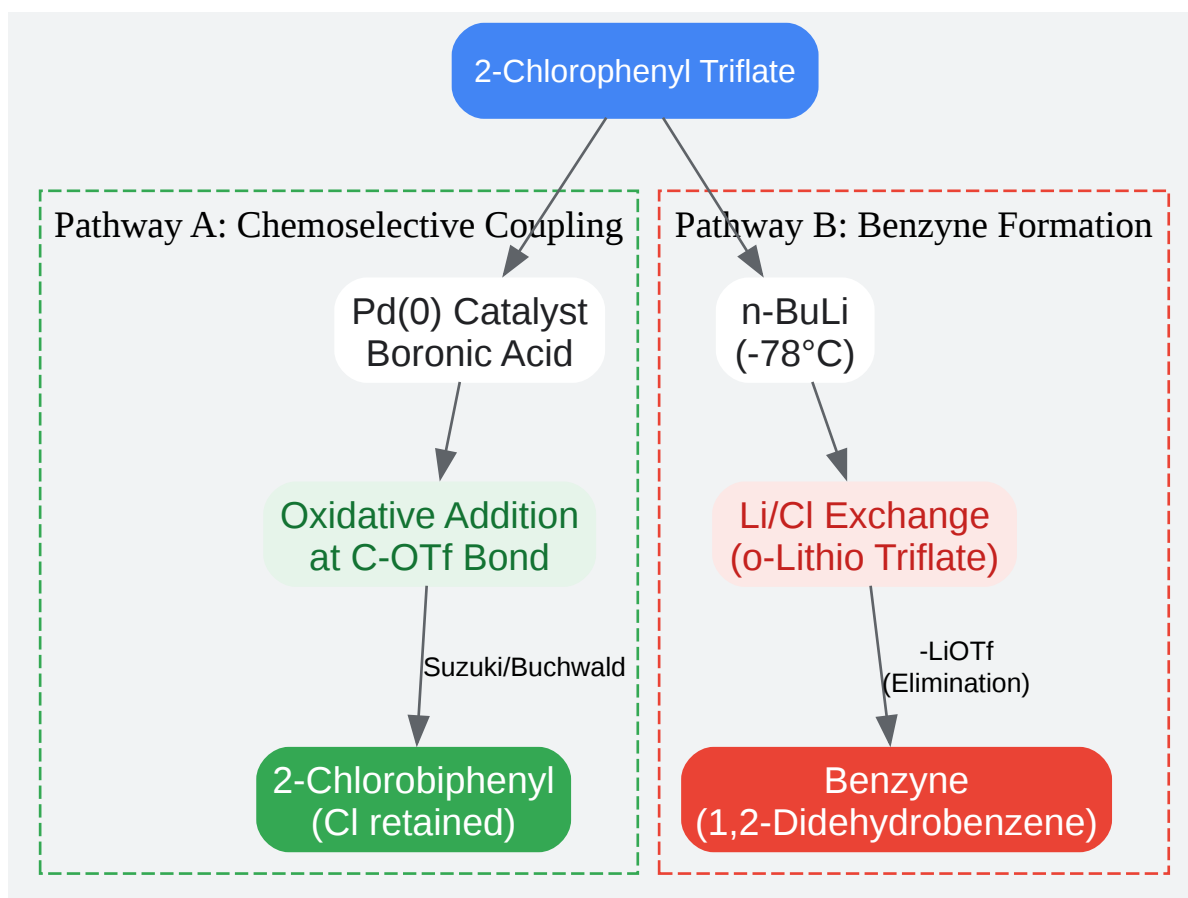 2-Chlorophenyl Triflate
Pathway A: Chemoselective Coupling
Pd(0) Catalyst
Boronic Acid
Oxidative Addition
at C-OTf Bond
Suzuki/Buchwald
2-Chlorobiphenyl
(Cl retained)
Pathway B: Benzyne Formation
n-BuLi
(-78°C)
Li/Cl Exchange
(o-Lithio Triflate)
-LiOTf
(Elimination)
Benzyne
(1,2-Didehydrobenzene)